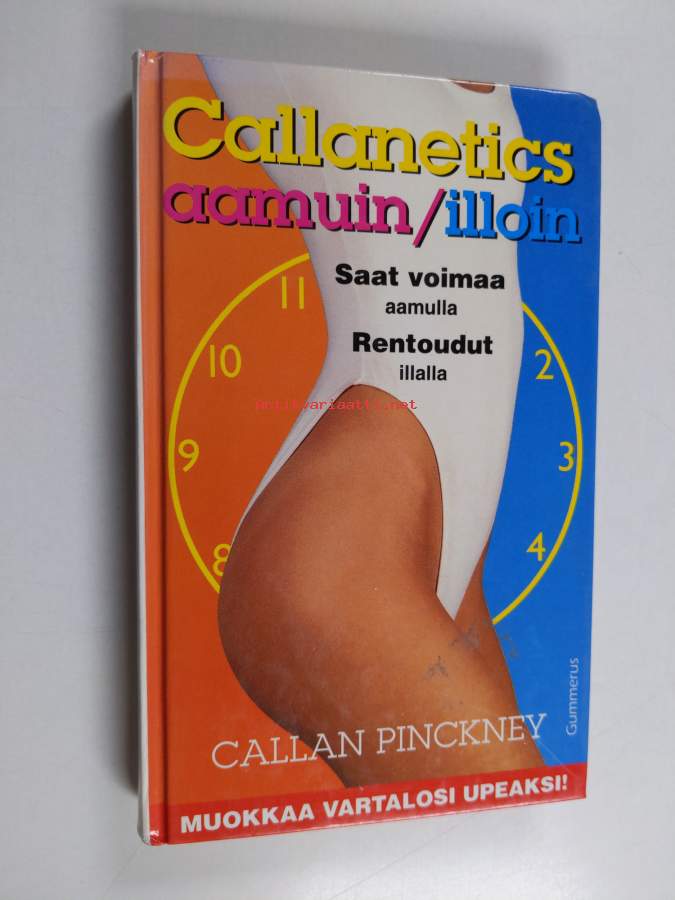 Callanetics
aamuin/illoin
Saat voimaa
aamulla
Rentoudut
illalla
antikvariaatti.net
11
10
9
8
2
3
4
Gummerus
CALLAN PINCKNEY
MUOKKAA VARTALOSI UPEAKSI!